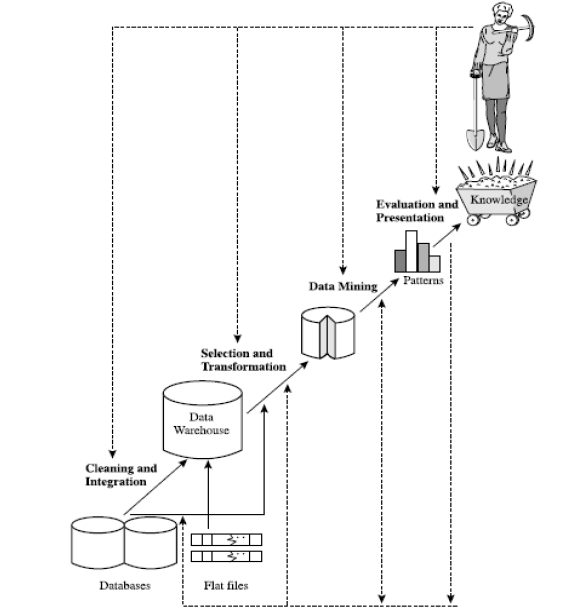 Evaluation and
Presentation
Knowledge
Patterns
Data Mining
Selection and
Transformation
Data
Warehouse
Cleaning and
Integration
Databases
Flat files